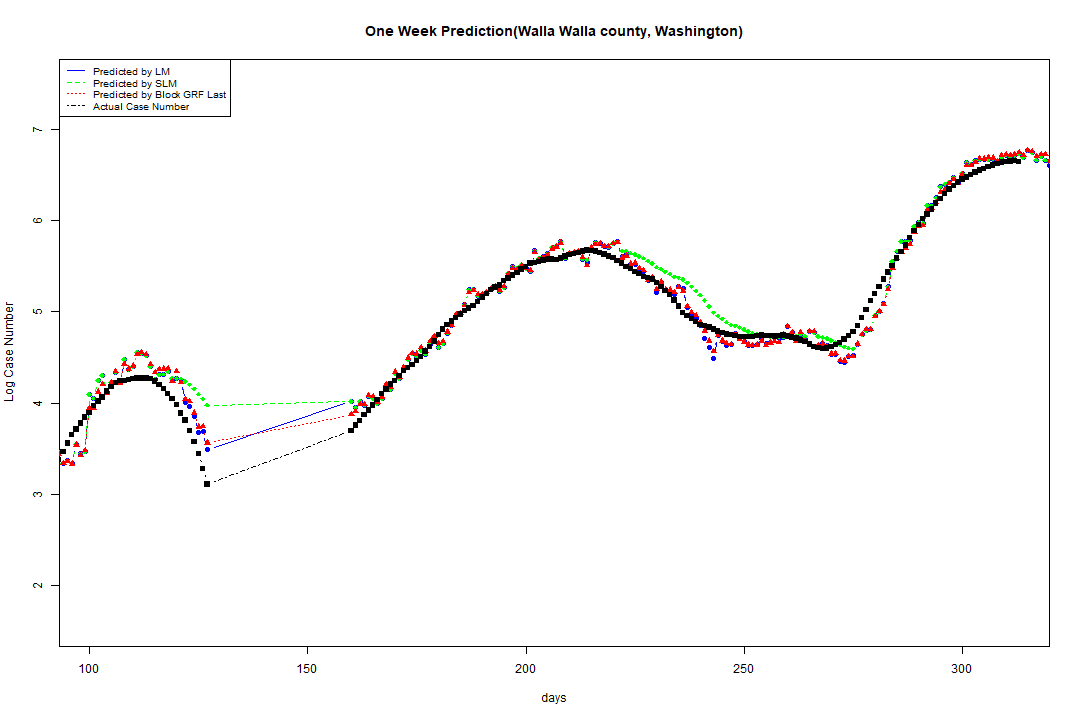 One Week Prediction(Walla Walla county, Washington)
Predicted by LM
Predicted by SLM
Predicted by Block GRF Last
Actual Case Number
Log Case Number
7
6
5
4
3
2
100 150 200 250 300
days